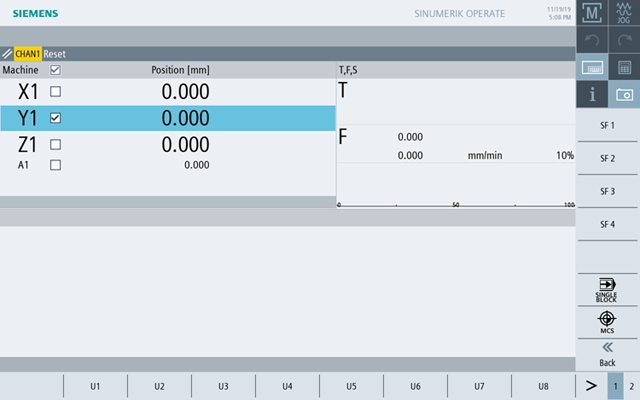 SIEMENS
SINUMERIK OPERATE
11/19/19
5:08 PM
M
JOG
CHAN1 Reset
Machine
Position [mm]
T,F,S
X1 0.000
T
Y1 0.000
F 0.000
Z1 0.000
0.000 mm/min 10%
A1 0.000
0 50 100
i
SF 1
SF 2
SF 3
SF 4
SINGLE
BLOCK
MCS
Back
U1 U2 U3 U4 U5 U6 U7 U8 > 1 2